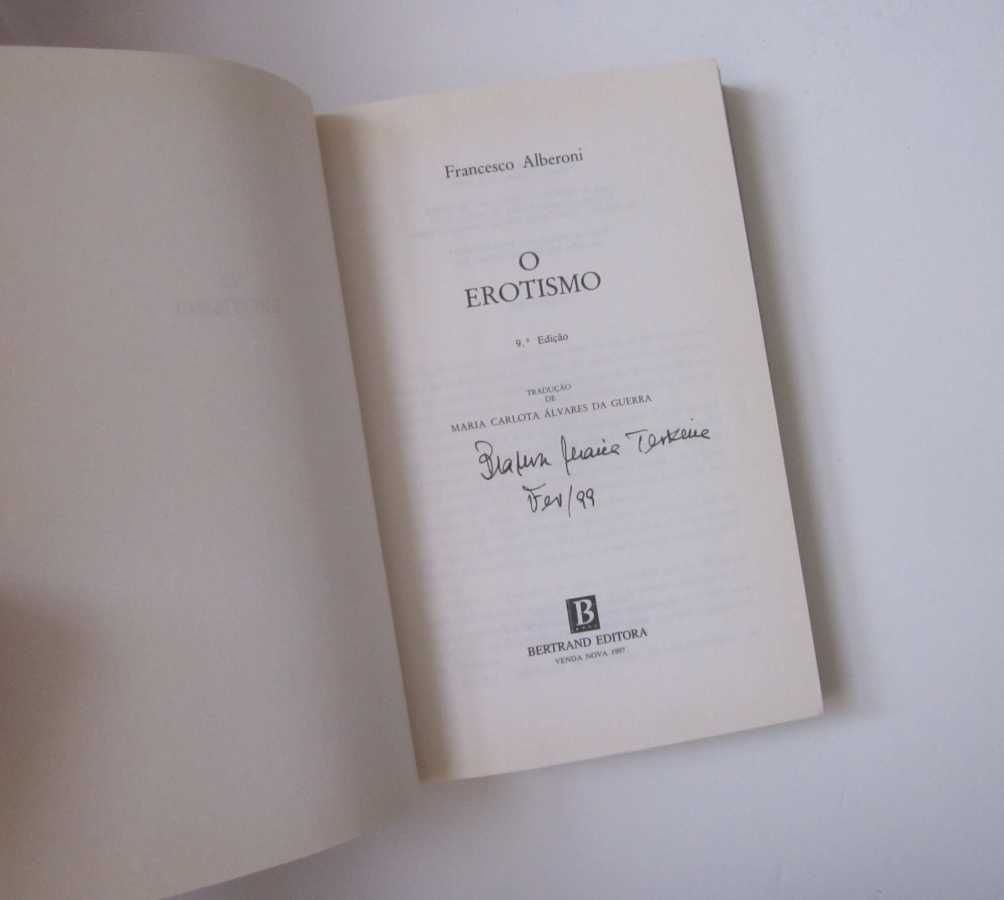 Francesco Alberoni
O
EROTISMO
9.ª Edição
TRADUÇÃO
DE
MARIA CARLOTA ÁLVARES DA GUERRA
Teixeira
Fev/99
B
BERTRAND EDITORA
VENDA NOVA 1997